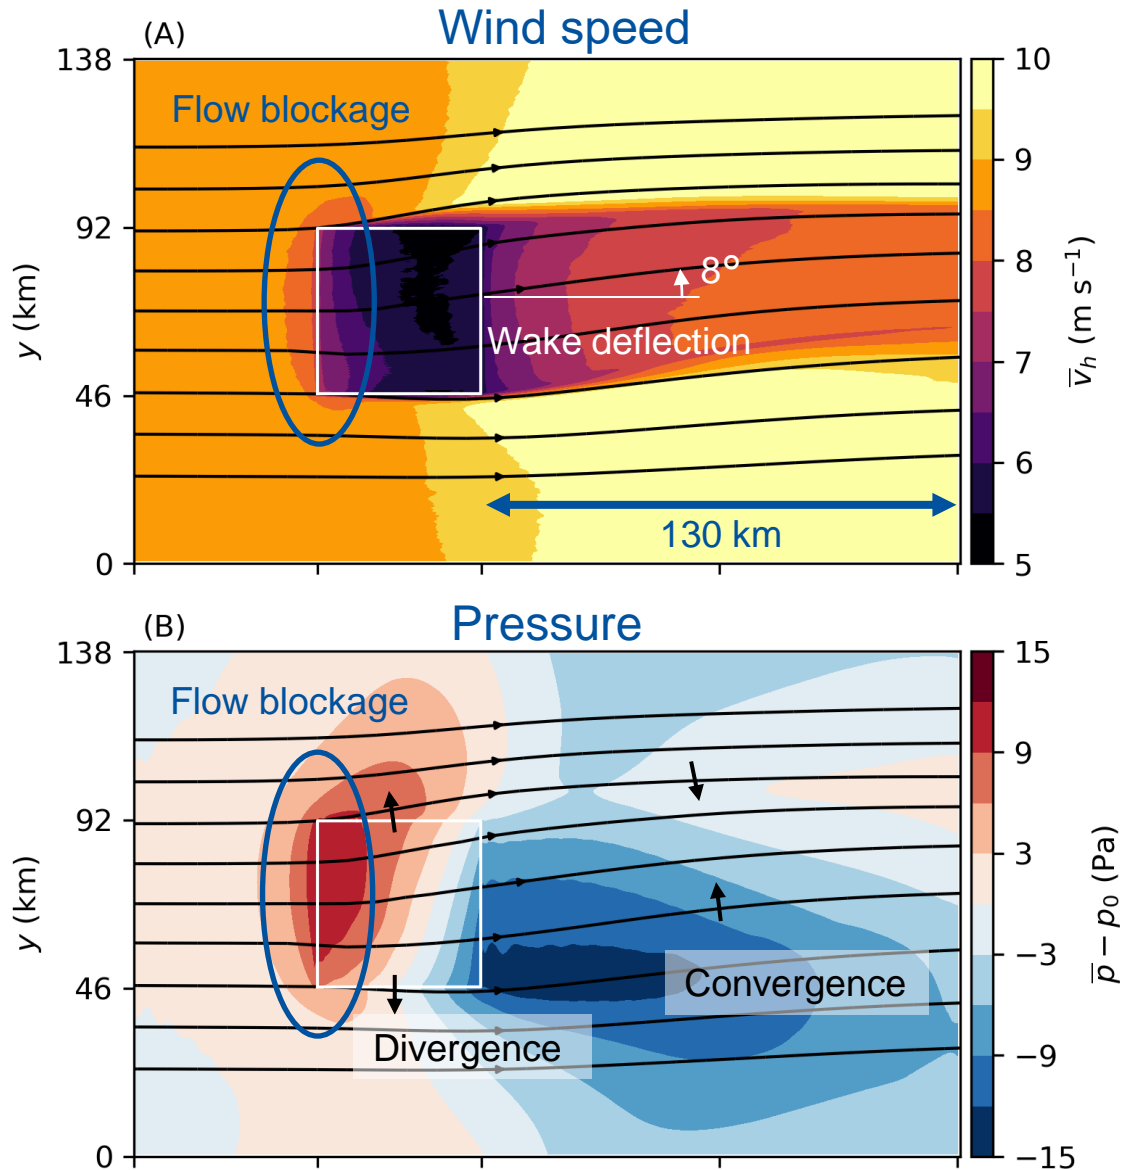 (A)
Wind speed
138
92
46
0
y (km)
Flow blockage
8°
Wake deflection
130 km
10
9
8
7
6
5
v̅ₕ (m s⁻¹)
(B)
Pressure
138
92
46
0
y (km)
Flow blockage
Convergence
Divergence
15
9
3
−3
−9
−15
p̅ − p₀ (Pa)